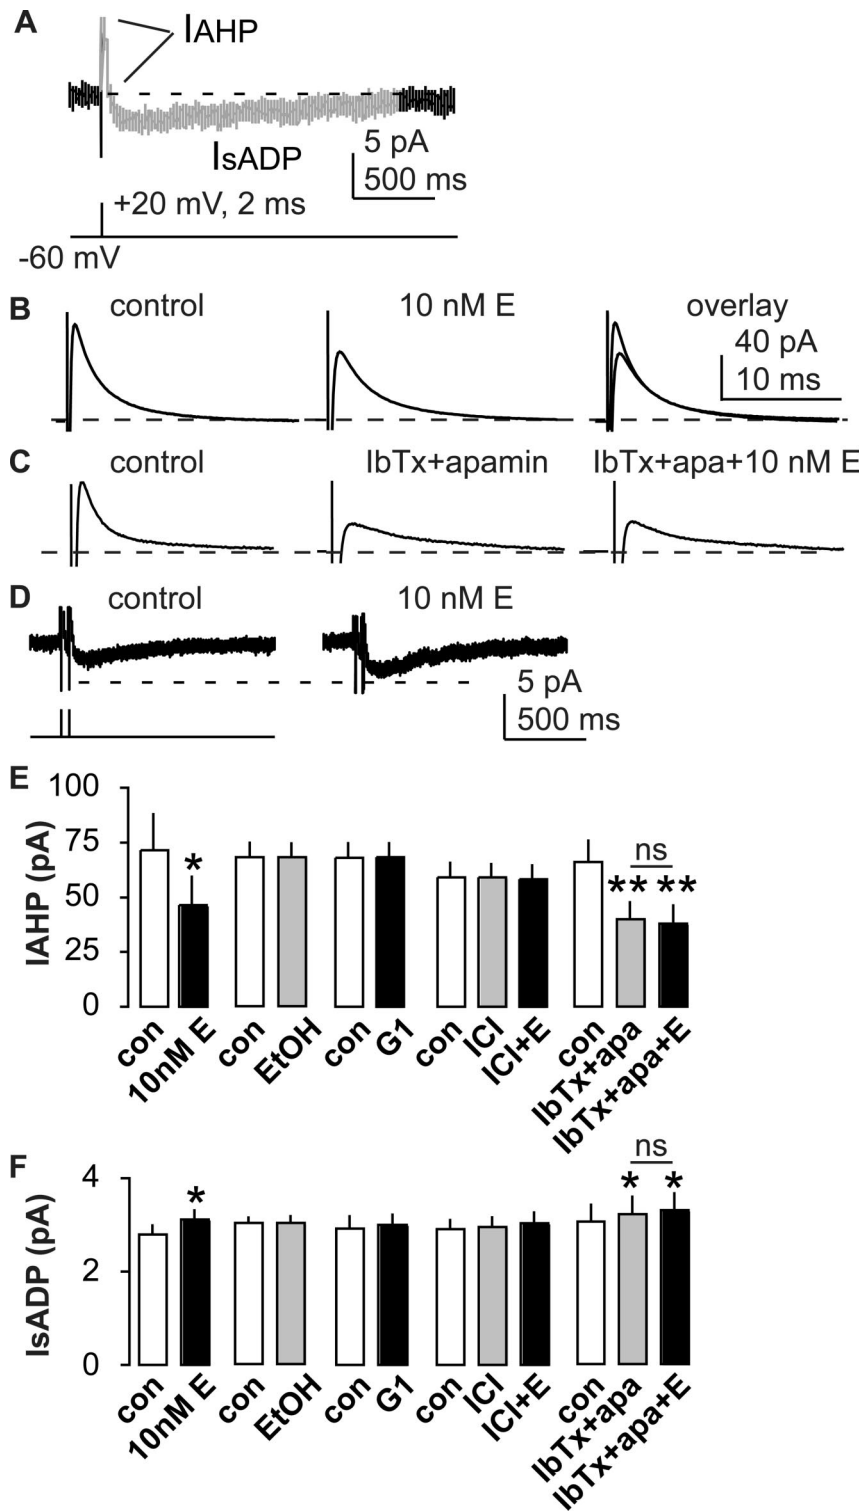 A
IAHP
IsADP
5 pA
500 ms
+20 mV, 2 ms
-60 mV
B
control
10 nM E
overlay
40 pA
10 ms
C
control
IbTx+apamin
IbTx+apa+10 nM E
D
control
10 nM E
5 pA
500 ms
E
IAHP (pA)
100
75
50
25
0
*
ns
** **
con
10nM E
con
EtOH
con
G1
con
ICI
ICI+E
con
IbTx+apa
IbTx+apa+E
F
IsADP (pA)
4
2
0
*
ns
* *
con
10nM E
con
EtOH
con
G1
con
ICI
ICI+E
con
IbTx+apa
IbTx+apa+E